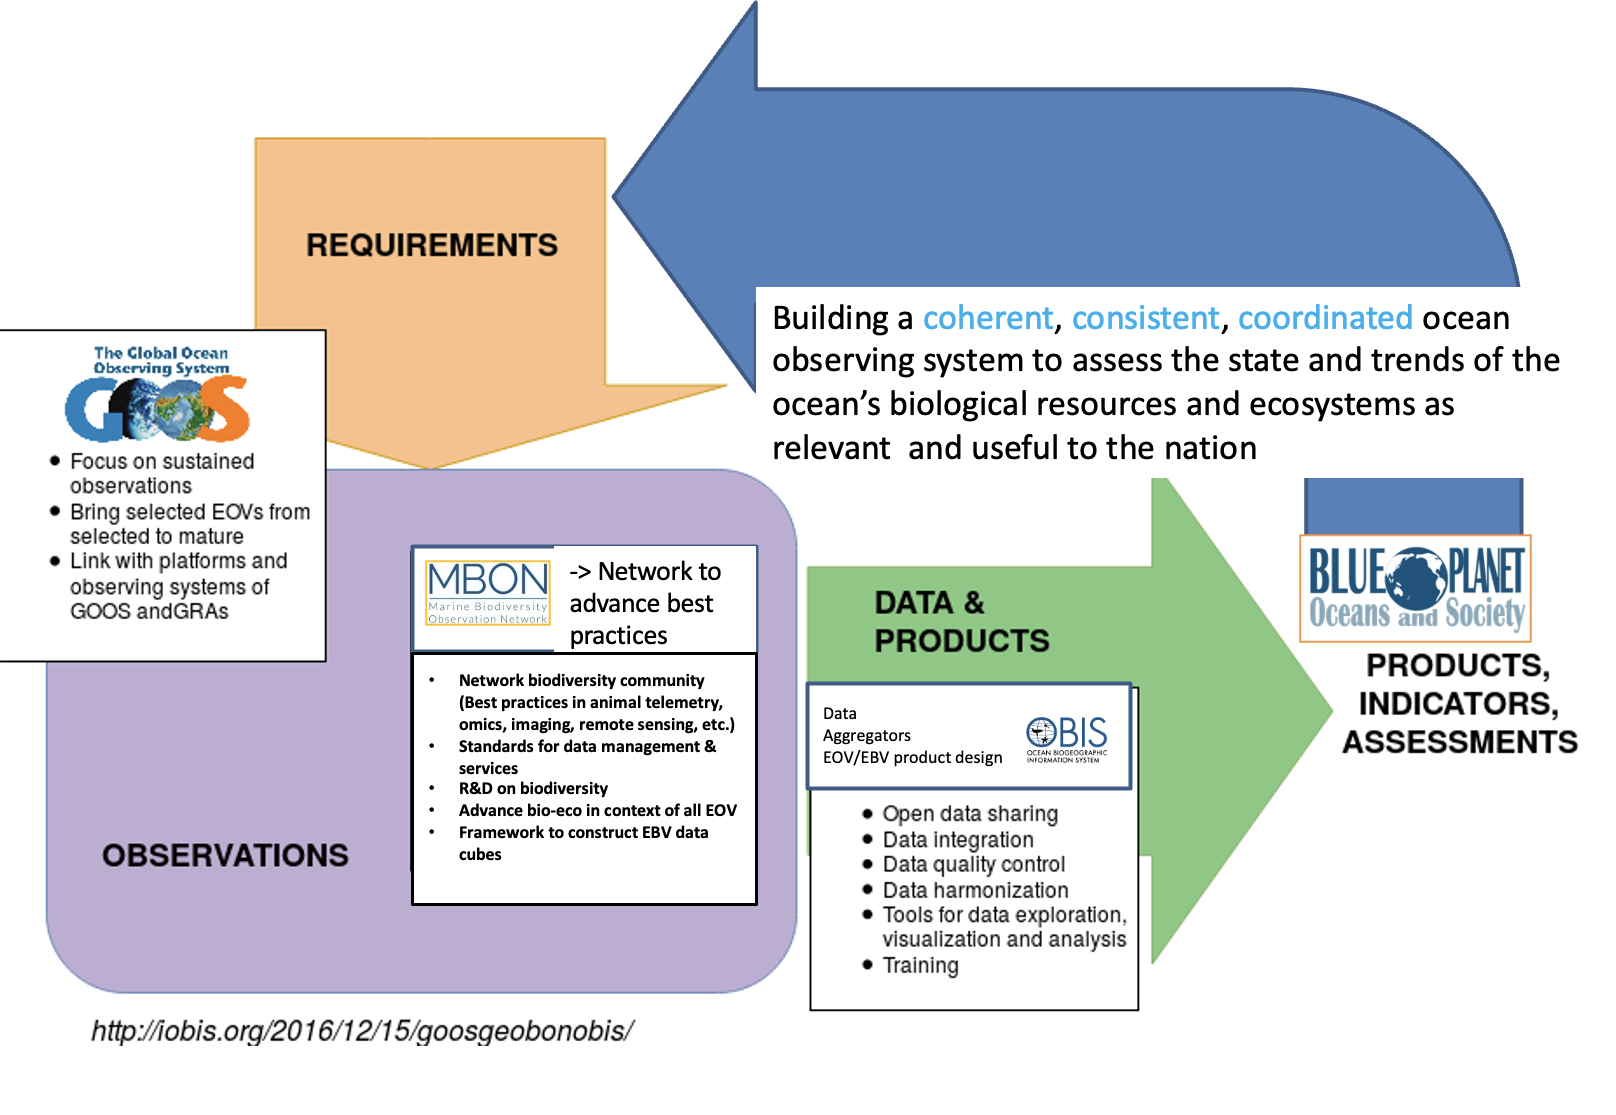 REQUIREMENTS
Building a coherent, consistent, coordinated ocean
observing system to assess the state and trends of the
ocean’s biological resources and ecosystems as
relevant  and useful to the nation
The Global Ocean
Observing System
GOOS
• Focus on sustained
observations
• Bring selected EOVs from
selected to mature
• Link with platforms and
observing systems of
GOOS andGRAs
MBON
Marine Biodiversity
Observation Network
-> Network to
advance best
practices
• Network biodiversity community
(Best practices in animal telemetry,
omics, imaging, remote sensing, etc.)
• Standards for data management &
services
• R&D on biodiversity
• Advance bio-eco in context of all EOV
• Framework to construct EBV data
cubes
OBSERVATIONS
DATA &
PRODUCTS
Data
Aggregators
EOV/EBV product design
OBIS
OCEAN BIOGEOGRAPHIC
INFORMATION SYSTEM
• Open data sharing
• Data integration
• Data quality control
• Data harmonization
• Tools for data exploration,
visualization and analysis
• Training
BLUE PLANET
Oceans and Society
PRODUCTS,
INDICATORS,
ASSESSMENTS
http://iobis.org/2016/12/15/goosgeobonobis/